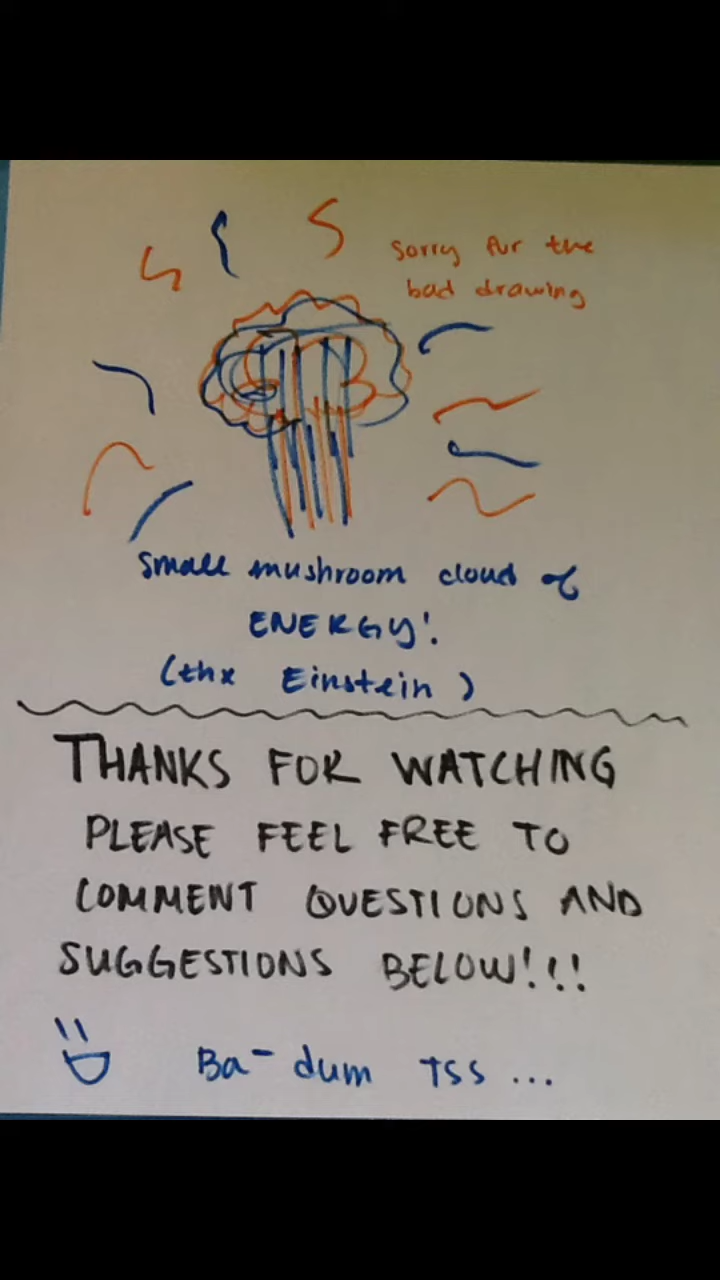 Sorry fur the
bad drawing
Small mushroom cloud of
ENERGY!
(thx Einstein)
THANKS FOR WATCHING
PLEASE FEEL FREE TO
COMMENT QUESTIONS AND
SUGGESTIONS BELOW!!!
Ba-dum TSS...